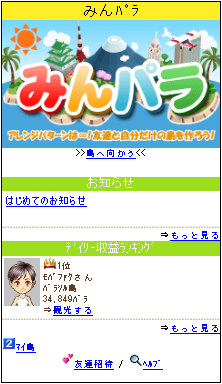 みんﾊﾟﾗ
みんパラ
アレンジパターンは∞！友達と自分だけの島を作ろう！
>>島へ向かう<<
お知らせ
はじめてのお知らせ
⇒もっと見る
ﾃﾞｲﾘｰ収益ﾗﾝｷﾝｸﾞ
1位
ﾓﾊﾞﾌｧｸさん
ﾊﾟﾗｿﾙ島
34,849ﾊﾟﾗ
⇒観光する
⇒もっと見る
2ﾏｲ島
友達招待 / ﾍﾙﾌﾟ